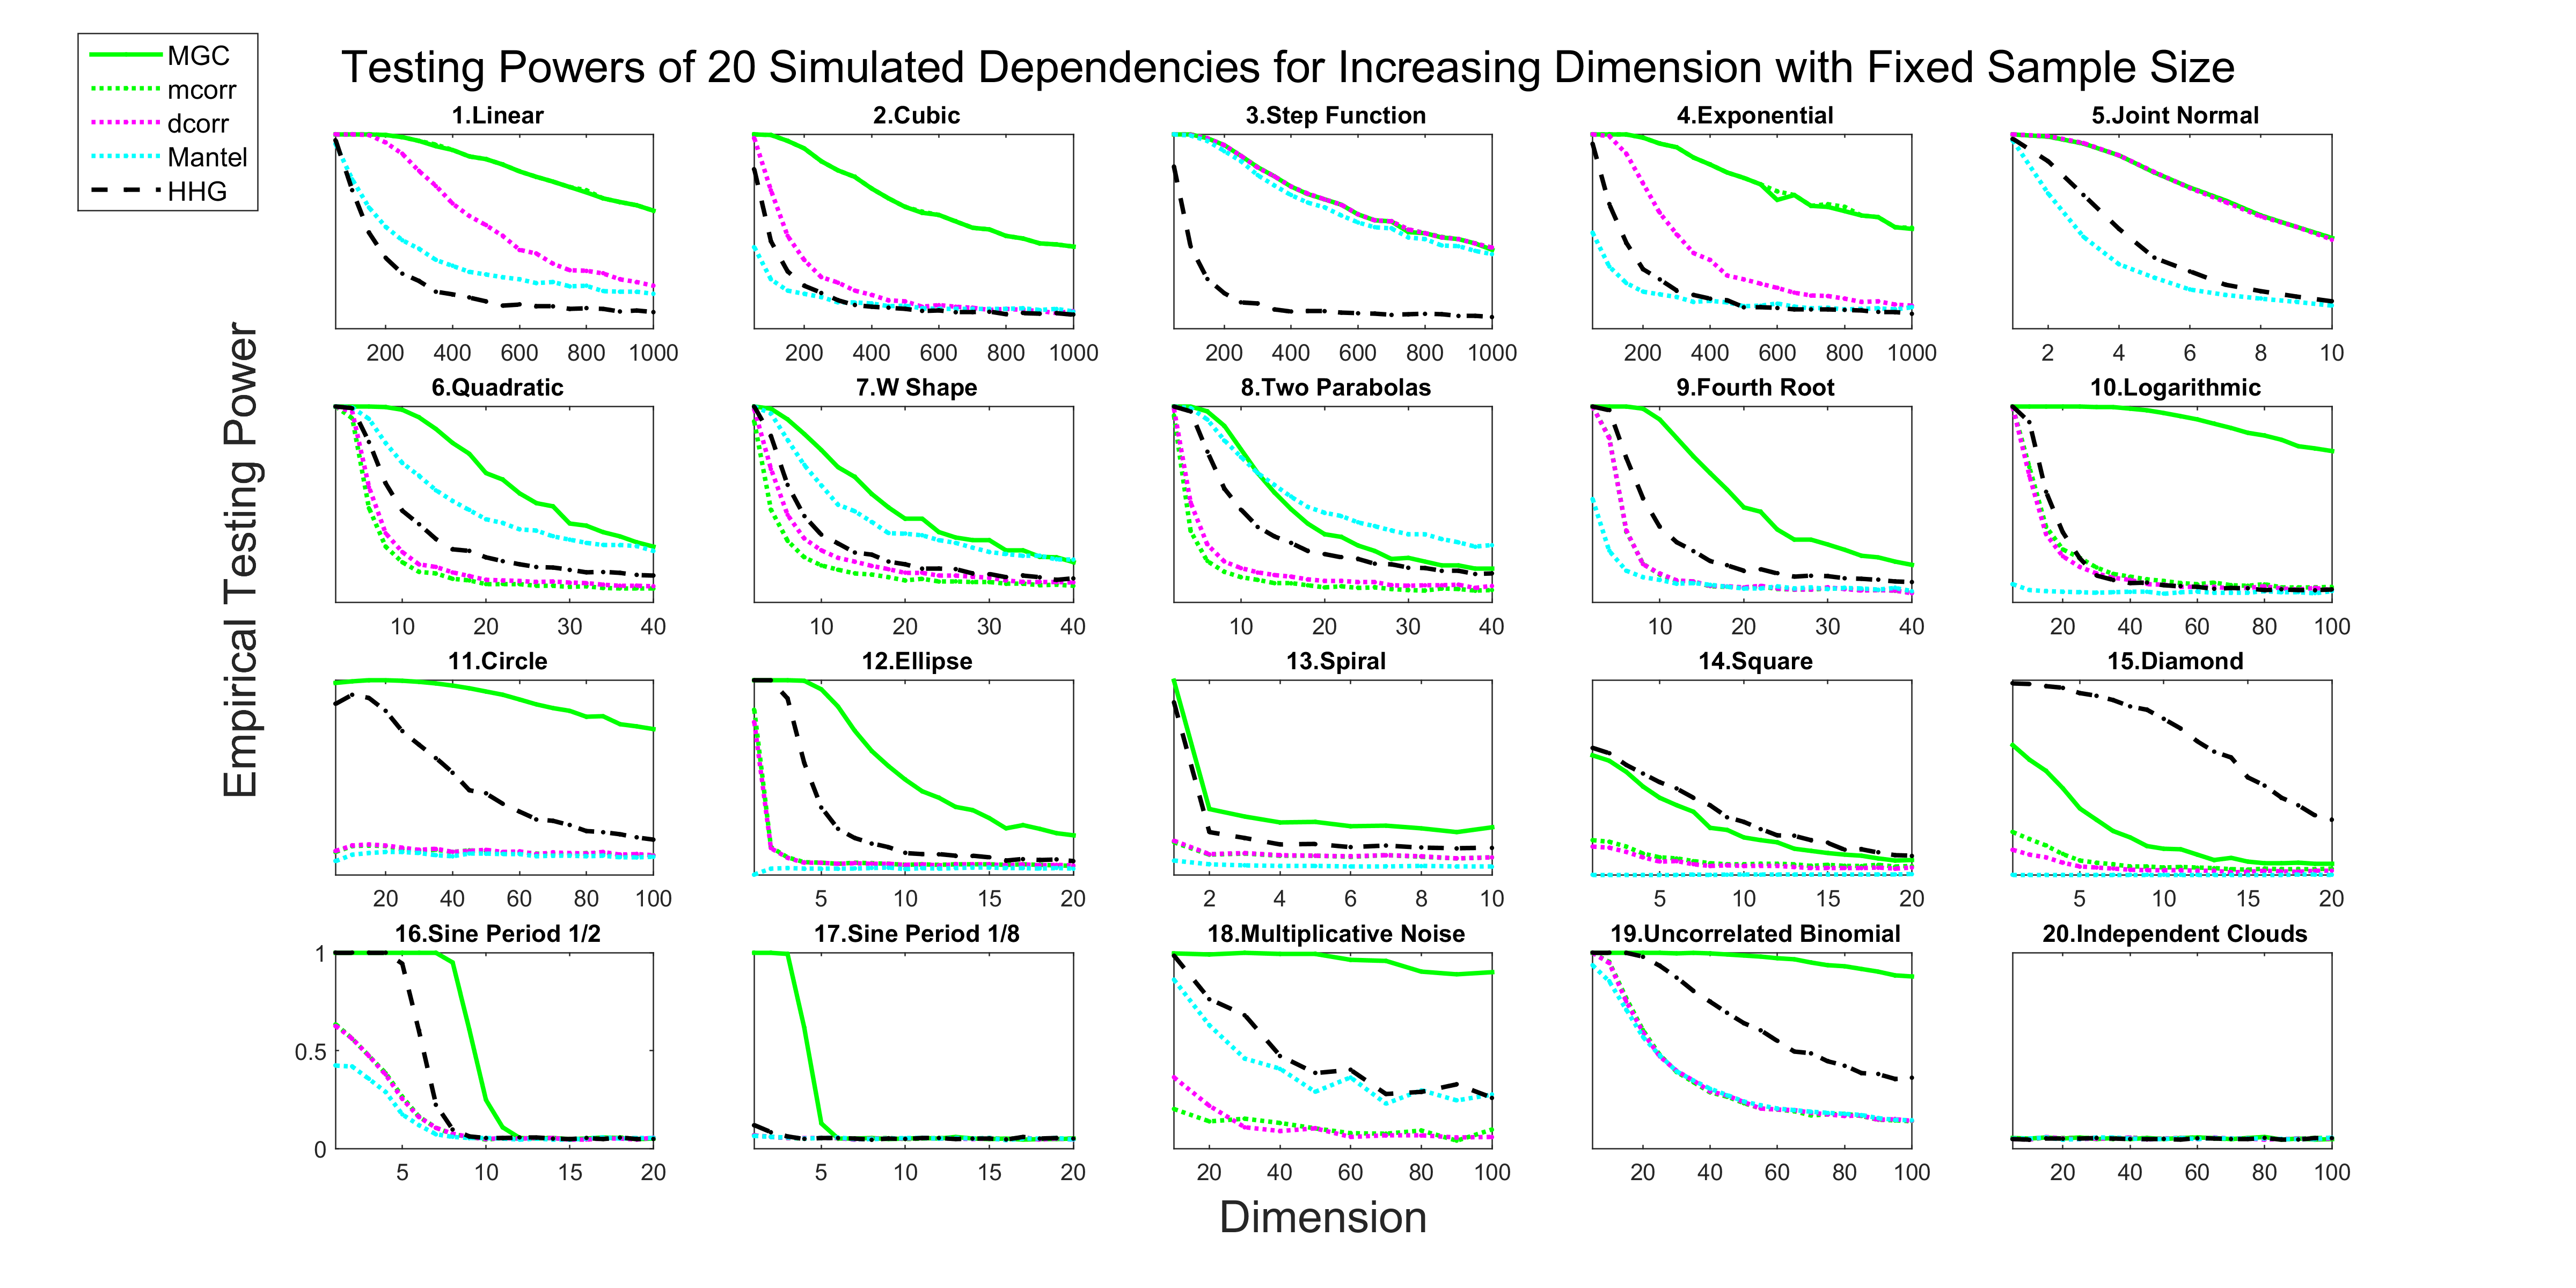 MGC
mcorr
dcorr
Mantel
HHG
Testing Powers of 20 Simulated Dependencies for Increasing Dimension with Fixed Sample Size
Empirical Testing Power
1.Linear
200 400 600 800 1000
2.Cubic
200 400 600 800 1000
3.Step Function
200 400 600 800 1000
4.Exponential
200 400 600 800 1000
5.Joint Normal
2 4 6 8 10
6.Quadratic
10 20 30 40
7.W Shape
10 20 30 40
8.Two Parabolas
10 20 30 40
9.Fourth Root
10 20 30 40
10.Logarithmic
20 40 60 80 100
11.Circle
20 40 60 80 100
12.Ellipse
5 10 15 20
13.Spiral
2 4 6 8 10
14.Square
5 10 15 20
15.Diamond
5 10 15 20
16.Sine Period 1/2
1
0.5
0
5 10 15 20
17.Sine Period 1/8
5 10 15 20
18.Multiplicative Noise
20 40 60 80 100
19.Uncorrelated Binomial
20 40 60 80 100
20.Independent Clouds
20 40 60 80 100
Dimension